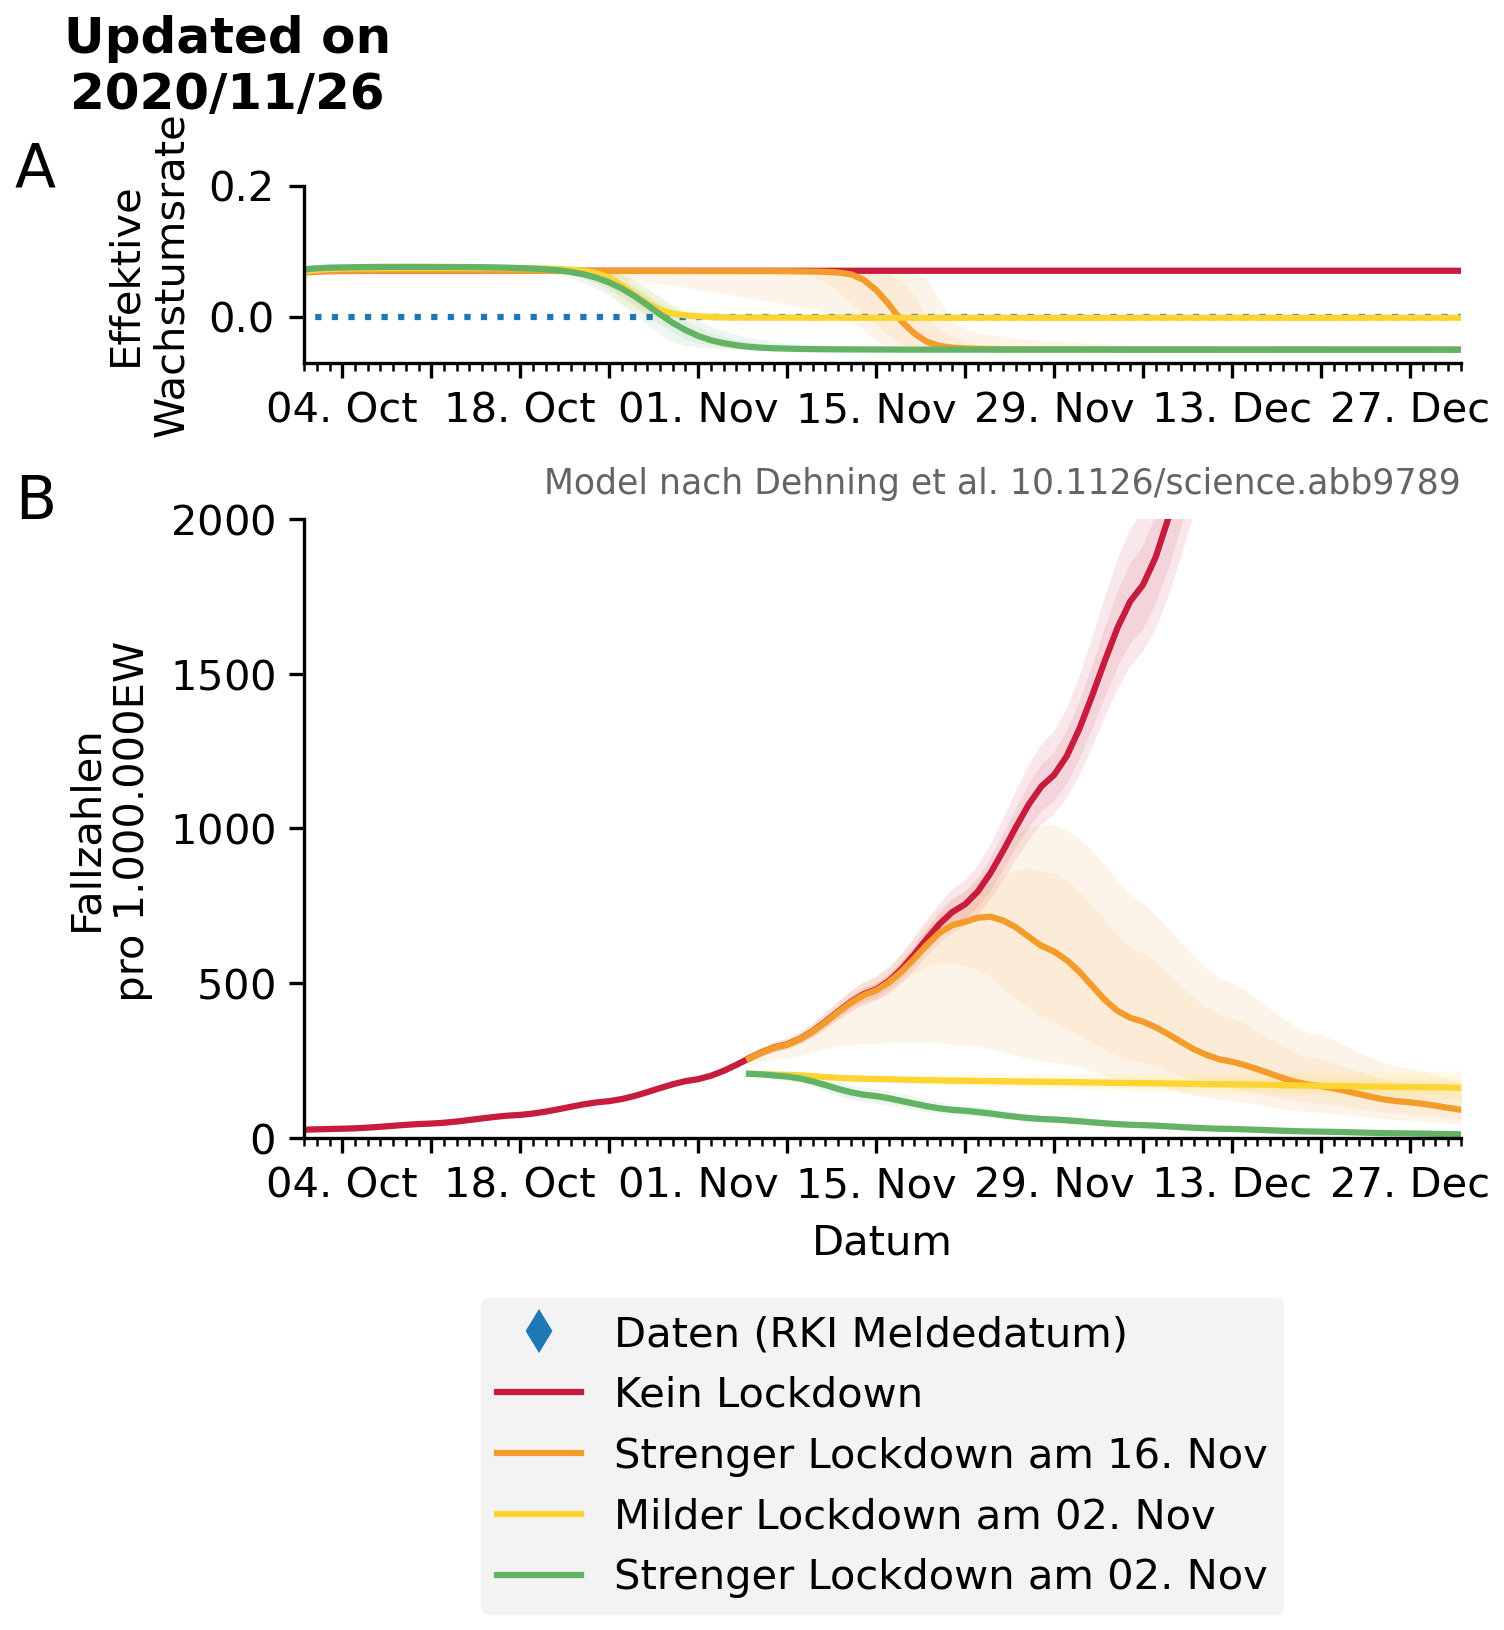 Updated on
2020/11/26
A
Effektive
Wachstumsrate
0.2
0.0
04. Oct 18. Oct 01. Nov 15. Nov 29. Nov 13. Dec 27. Dec
Model nach Dehning et al. 10.1126/science.abb9789
B
Fallzahlen
pro 1.000.000EW
2000
1500
1000
500
0
04. Oct 18. Oct 01. Nov 15. Nov 29. Nov 13. Dec 27. Dec
Datum
Daten (RKI Meldedatum)
Kein Lockdown
Strenger Lockdown am 16. Nov
Milder Lockdown am 02. Nov
Strenger Lockdown am 02. Nov